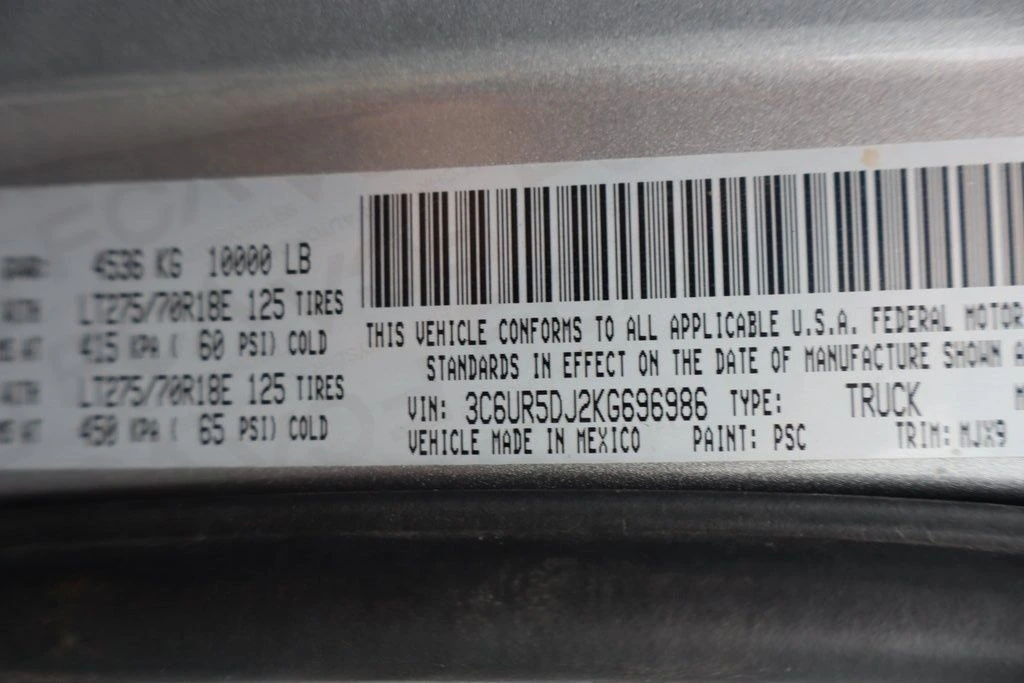 4536 KG 10000 LB
LT275/70R18E 125 TIRES
415 KPA ( 60 PSI) COLD
LT275/70R18E 125 TIRES
450 KPA ( 65 PSI) COLD
THIS VEHICLE CONFORMS TO ALL APPLICABLE U.S.A. FEDERAL MOTOR
STANDARDS IN EFFECT ON THE DATE OF MANUFACTURE SHOWN
VIN: 3C6UR5DJ2KG696986 TYPE: TRUCK
VEHICLE MADE IN MEXICO PAINT: PSC TRIM: MJX9